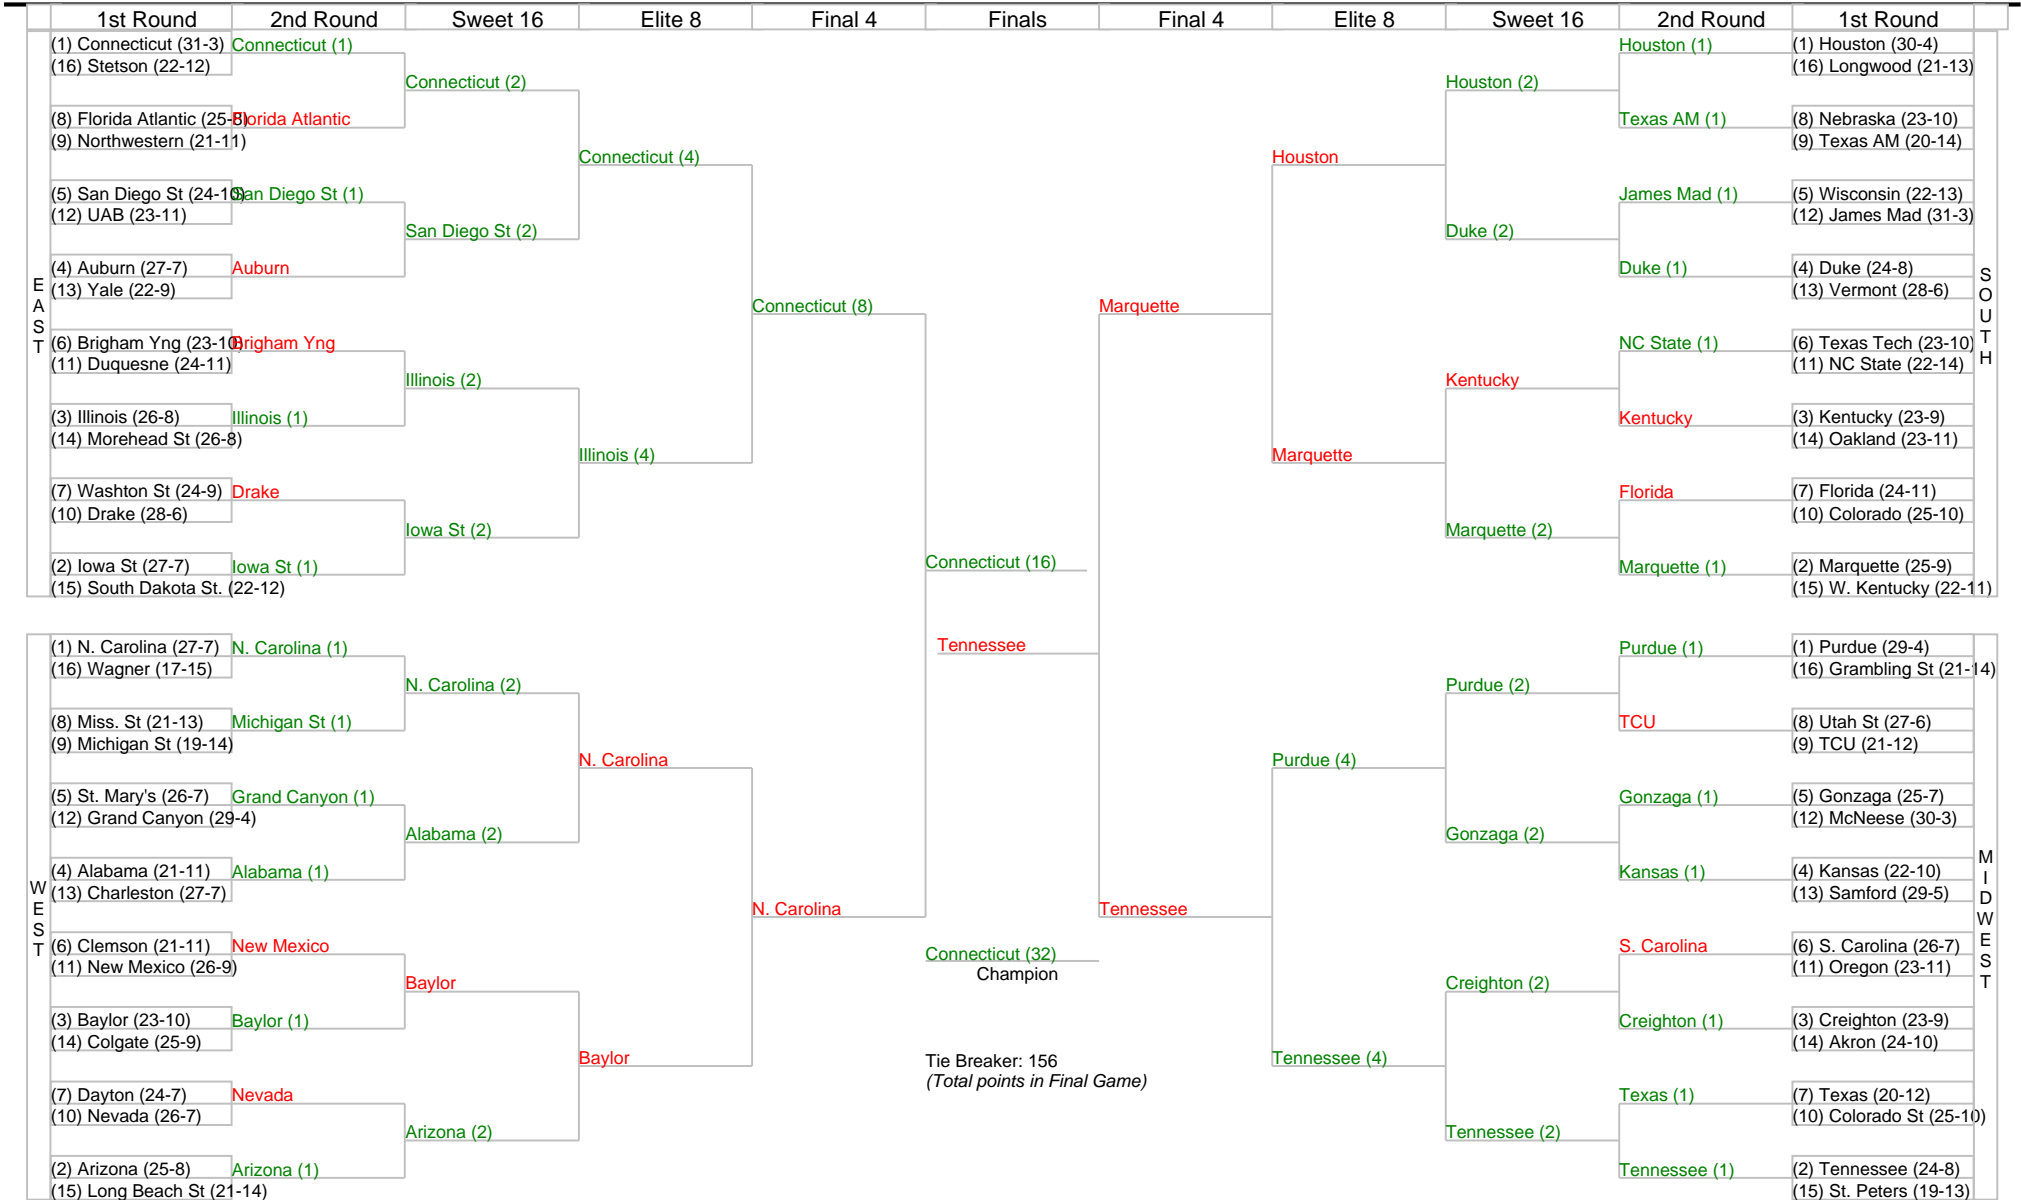 1st Round 2nd Round Sweet 16 Elite 8 Final 4 Finals Final 4 Elite 8 Sweet 16 2nd Round 1st Round
EAST
(1) Connecticut (31-3)
(16) Stetson (22-12)
(8) Florida Atlantic (25-8)
(9) Northwestern (21-11)
(5) San Diego St (24-10)
(12) UAB (23-11)
(4) Auburn (27-7)
(13) Yale (22-9)
(6) Brigham Yng (23-10)
(11) Duquesne (24-11)
(3) Illinois (26-8)
(14) Morehead St (26-8)
(7) Washton St (24-9)
(10) Drake (28-6)
(2) Iowa St (27-7)
(15) South Dakota St. (22-12)
Connecticut (1)
Florida Atlantic
San Diego St (1)
Auburn
Brigham Yng
Illinois (1)
Drake
Iowa St (1)
Connecticut (2)
San Diego St (2)
Illinois (2)
Iowa St (2)
Connecticut (4)
Illinois (4)
Connecticut (8)
WEST
(1) N. Carolina (27-7)
(16) Wagner (17-15)
(8) Miss. St (21-13)
(9) Michigan St (19-14)
(5) St. Mary's (26-7)
(12) Grand Canyon (29-4)
(4) Alabama (21-11)
(13) Charleston (27-7)
(6) Clemson (21-11)
(11) New Mexico (26-9)
(3) Baylor (23-10)
(14) Colgate (25-9)
(7) Dayton (24-7)
(10) Nevada (26-7)
(2) Arizona (25-8)
(15) Long Beach St (21-14)
N. Carolina (1)
Michigan St (1)
Grand Canyon (1)
Alabama (1)
New Mexico
Baylor (1)
Nevada
Arizona (1)
N. Carolina (2)
Alabama (2)
Baylor
Arizona (2)
N. Carolina
Baylor
N. Carolina
Connecticut (16)
Tennessee
Connecticut (32)
Champion
Tie Breaker: 156
(Total points in Final Game)
Marquette
Houston
Marquette
Houston (2)
Duke (2)
Kentucky
Marquette (2)
Houston (1)
Texas AM (1)
James Mad (1)
Duke (1)
NC State (1)
Kentucky
Florida
Marquette (1)
(1) Houston (30-4)
(16) Longwood (21-13)
(8) Nebraska (23-10)
(9) Texas AM (20-14)
(5) Wisconsin (22-13)
(12) James Mad (31-3)
(4) Duke (24-8)
(13) Vermont (28-6)
(6) Texas Tech (23-10)
(11) NC State (22-14)
(3) Kentucky (23-9)
(14) Oakland (23-11)
(7) Florida (24-11)
(10) Colorado (25-10)
(2) Marquette (25-9)
(15) W. Kentucky (22-11)
SOUTH
Tennessee
Purdue (4)
Tennessee (4)
Purdue (2)
Gonzaga (2)
Creighton (2)
Tennessee (2)
Purdue (1)
TCU
Gonzaga (1)
Kansas (1)
S. Carolina
Creighton (1)
Texas (1)
Tennessee (1)
(1) Purdue (29-4)
(16) Grambling St (21-14)
(8) Utah St (27-6)
(9) TCU (21-12)
(5) Gonzaga (25-7)
(12) McNeese (30-3)
(4) Kansas (22-10)
(13) Samford (29-5)
(6) S. Carolina (26-7)
(11) Oregon (23-11)
(3) Creighton (23-9)
(14) Akron (24-10)
(7) Texas (20-12)
(10) Colorado St (25-10)
(2) Tennessee (24-8)
(15) St. Peters (19-13)
MIDWEST